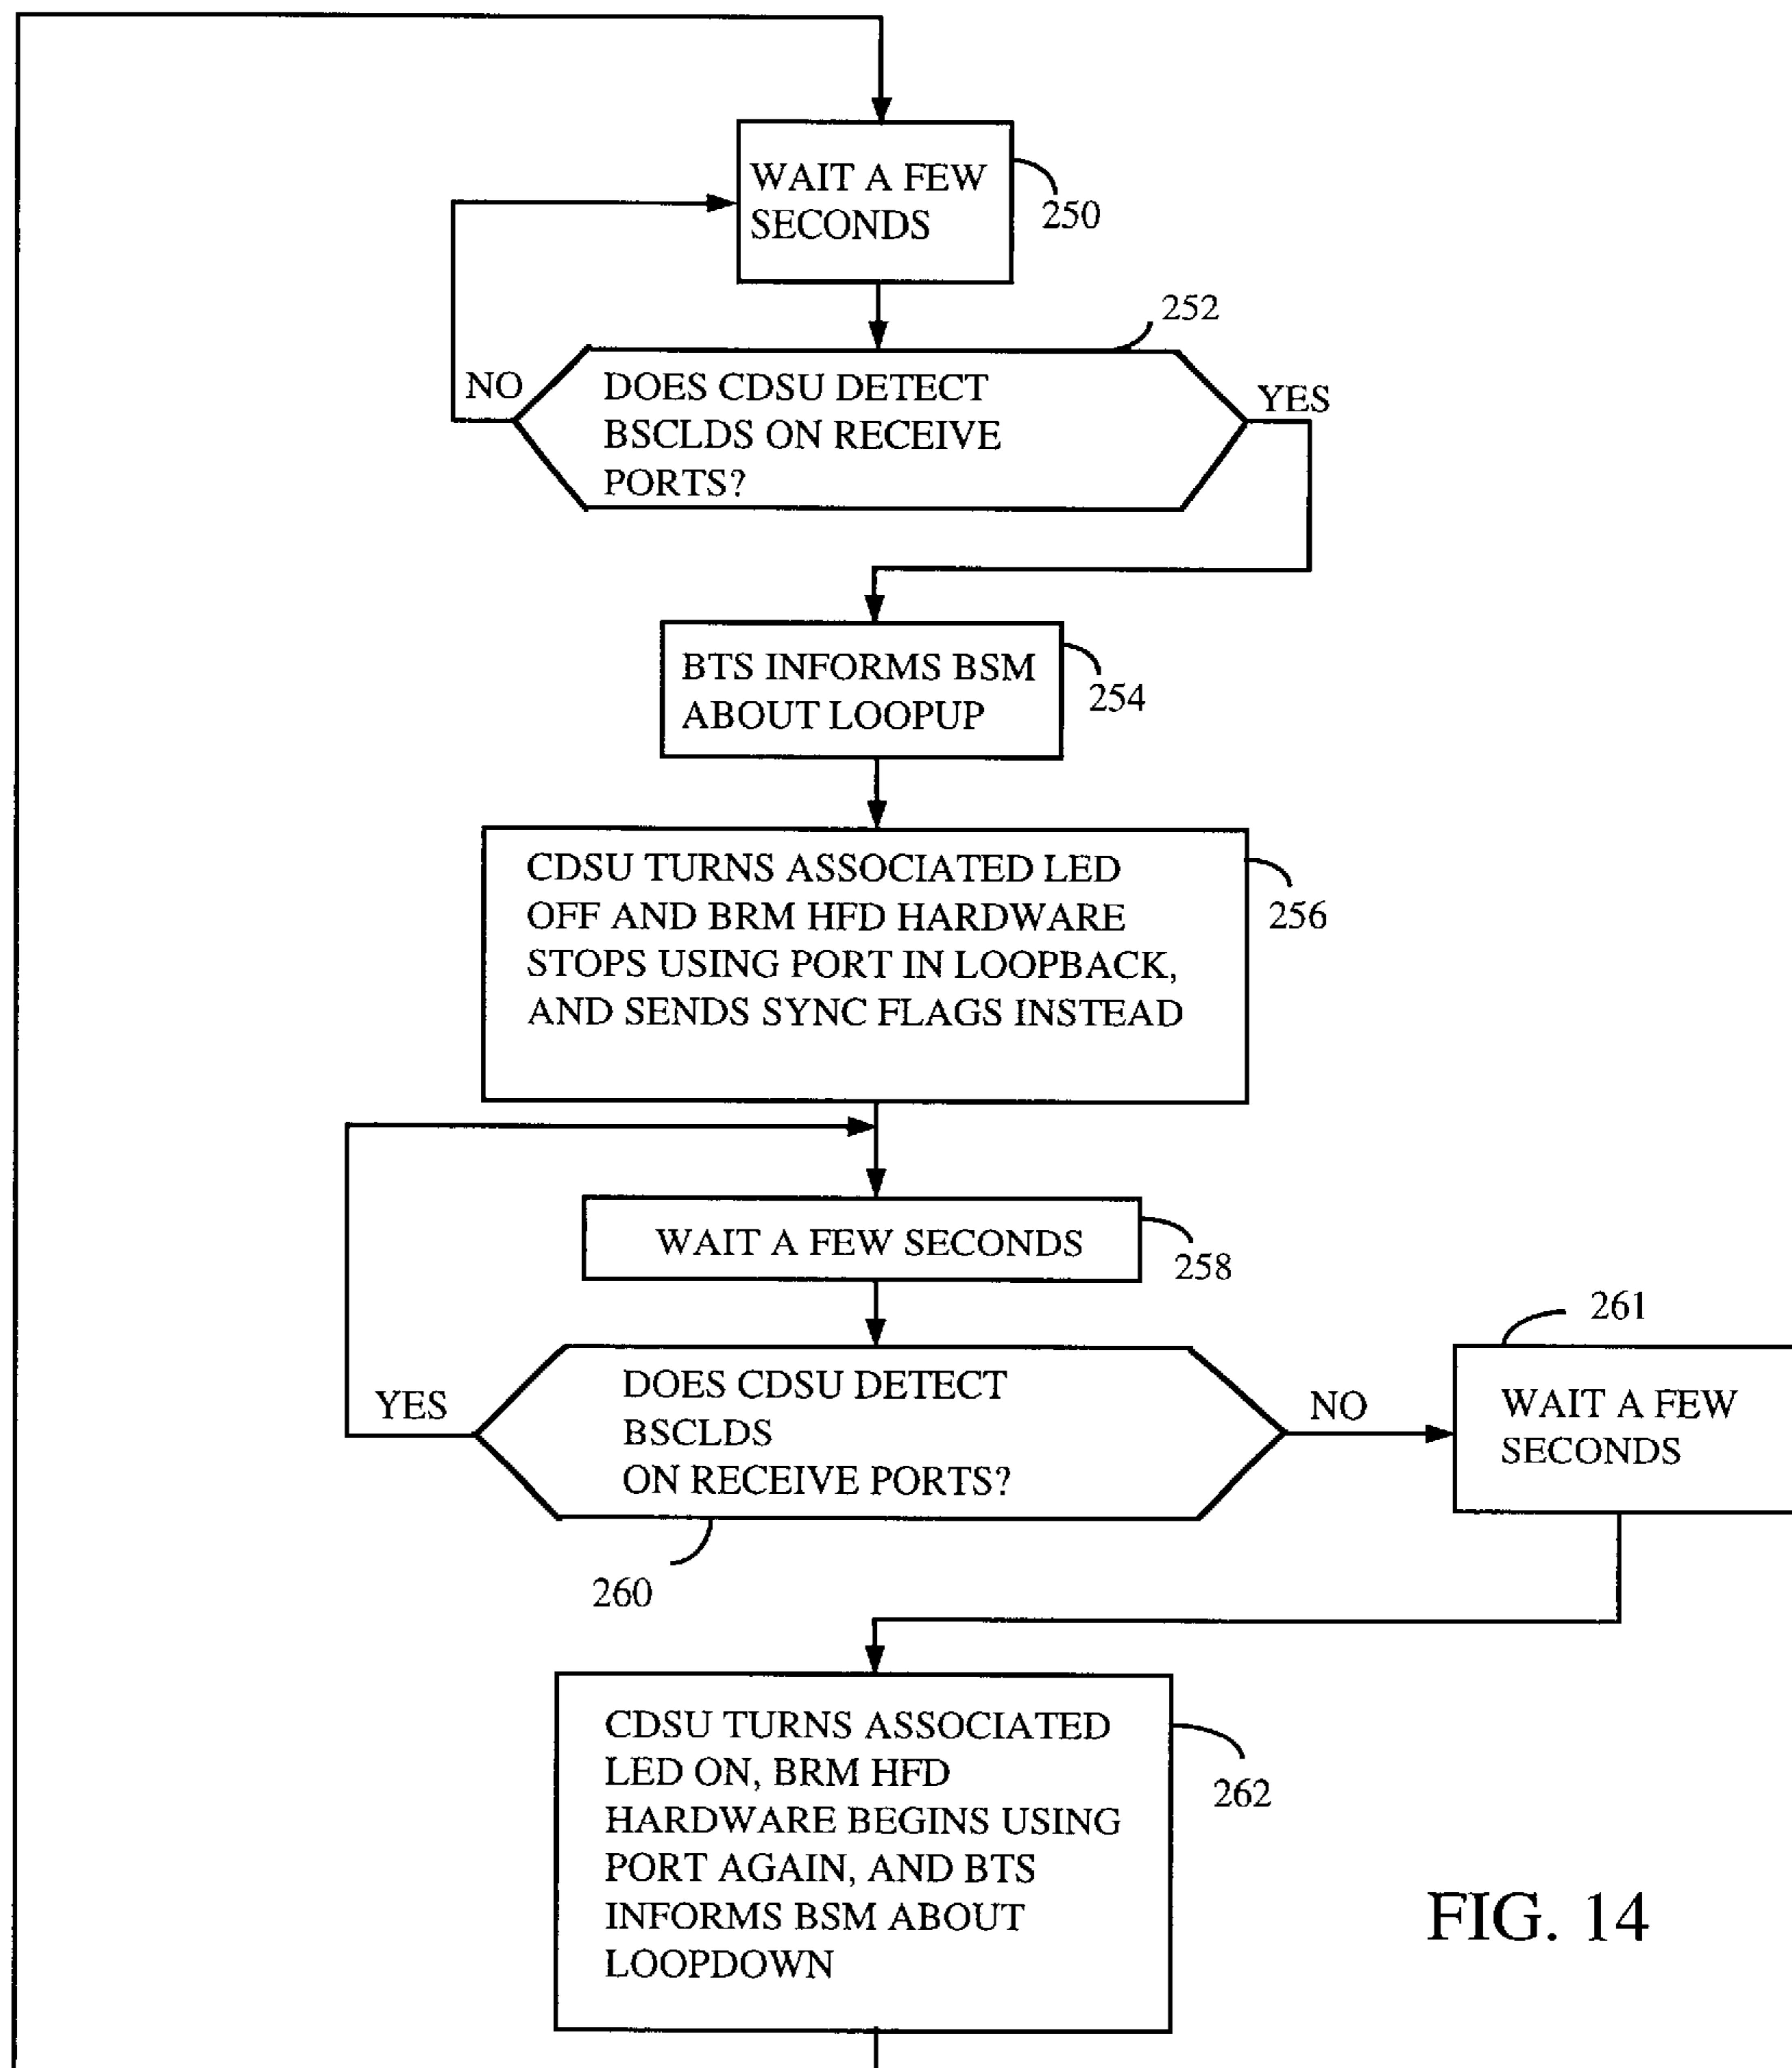 WAIT A FEW
SECONDS
250
252
NO
DOES CDSU DETECT
BSCLDS ON RECEIVE
PORTS?
YES
BTS INFORMS BSM
ABOUT LOOPUP
254
CDSU TURNS ASSOCIATED LED
OFF AND BRM HFD HARDWARE
STOPS USING PORT IN LOOPBACK,
AND SENDS SYNC FLAGS INSTEAD
256
WAIT A FEW SECONDS
258
YES
DOES CDSU DETECT
BSCLDS
ON RECEIVE PORTS?
260
NO
261
WAIT A FEW
SECONDS
CDSU TURNS ASSOCIATED
LED ON, BRM HFD
HARDWARE BEGINS USING
PORT AGAIN, AND BTS
INFORMS BSM ABOUT
LOOPDOWN
262
FIG. 14